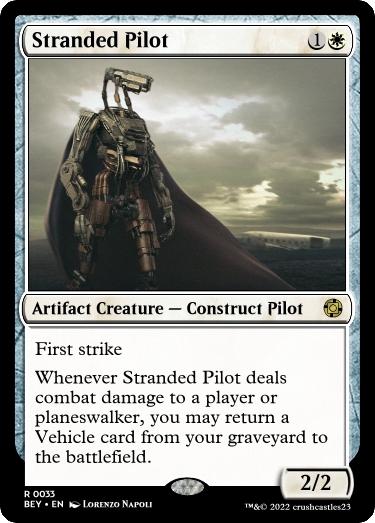 Stranded Pilot 1
Artifact Creature — Construct Pilot
First strike
Whenever Stranded Pilot deals
combat damage to a player or
planeswalker, you may return a
Vehicle card from your graveyard to
the battlefield.
2/2
R 0033
BEY • EN Lorenzo Napoli
™&© 2022 crushcastles23